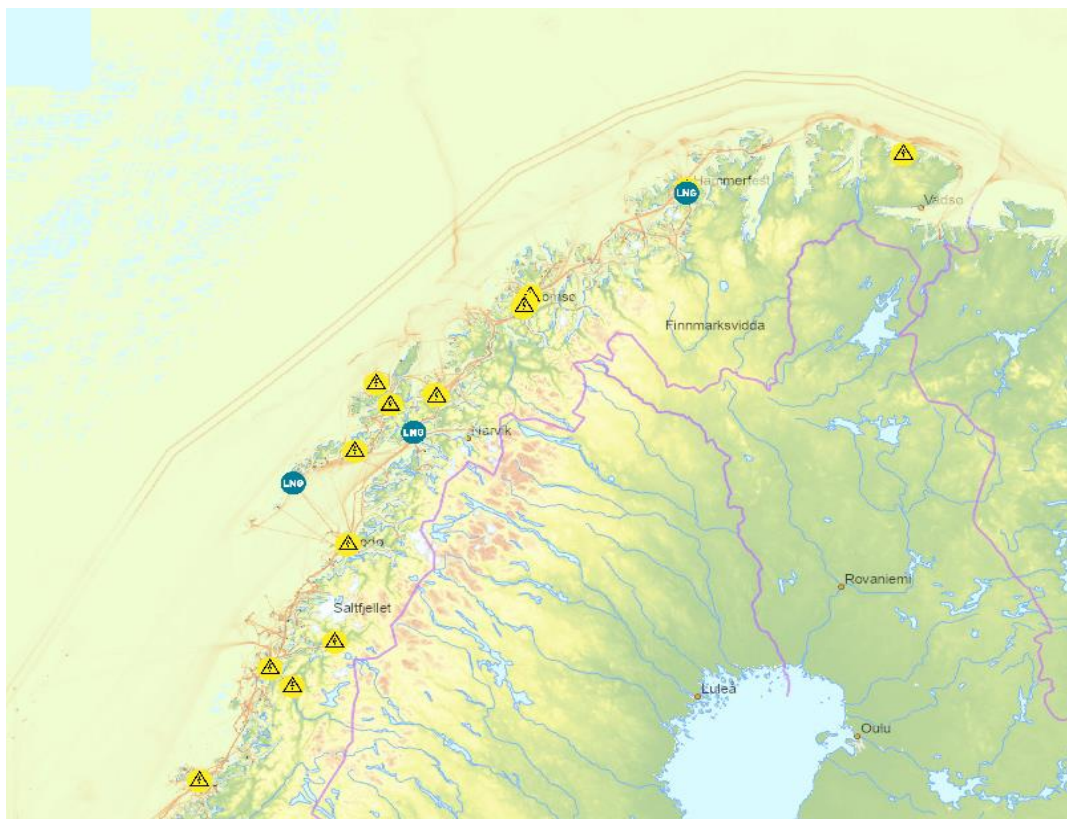 Hammerfest
LNG
Vadsø
Finnmarksvidda
LNG
Narvik
LNG
Rovaniemi
Saltfjellet
Luleå
Oulu